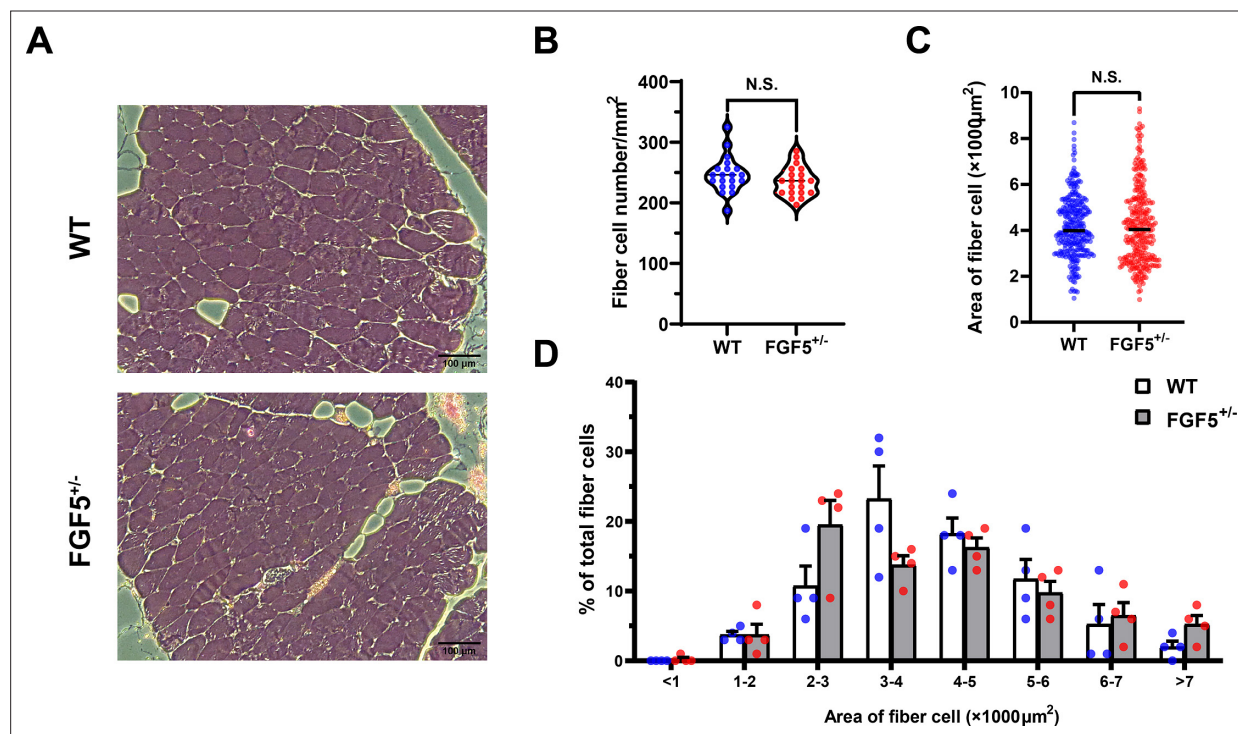 A
WT
100 µm
FGF5+/-
100 µm
B
Fiber cell number/mm²
400
300
250
200
100
0
N.S.
WT
FGF5+/-
C
Area of fiber cell (×1000µm²)
10
8
6
4
2
0
N.S.
WT
FGF5+/-
D
% of total fiber cells
40
30
20
10
0
WT
FGF5+/-
<1
1-2
2-3
3-4
4-5
5-6
6-7
>7
Area of fiber cell (×1000µm²)